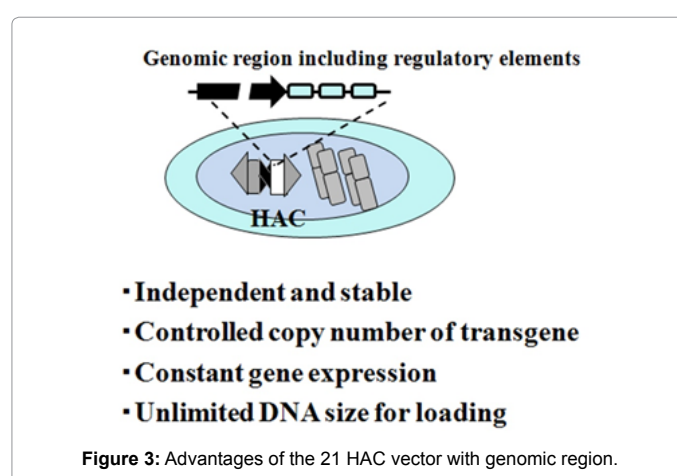 Genomic region including regulatory elements
HAC
▪Independent and stable
▪Controlled copy number of transgene
▪Constant gene expression
▪Unlimited DNA size for loading
Figure 3: Advantages of the 21 HAC vector with genomic region.